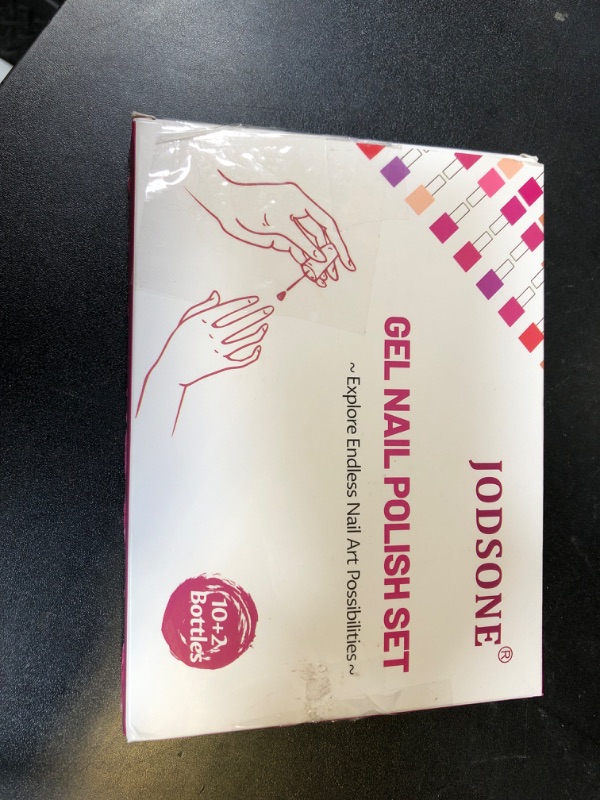 JODSONE®
GEL NAIL POLISH SET
~Explore Endless Nail Art Possibilities~
10+2
Bottles